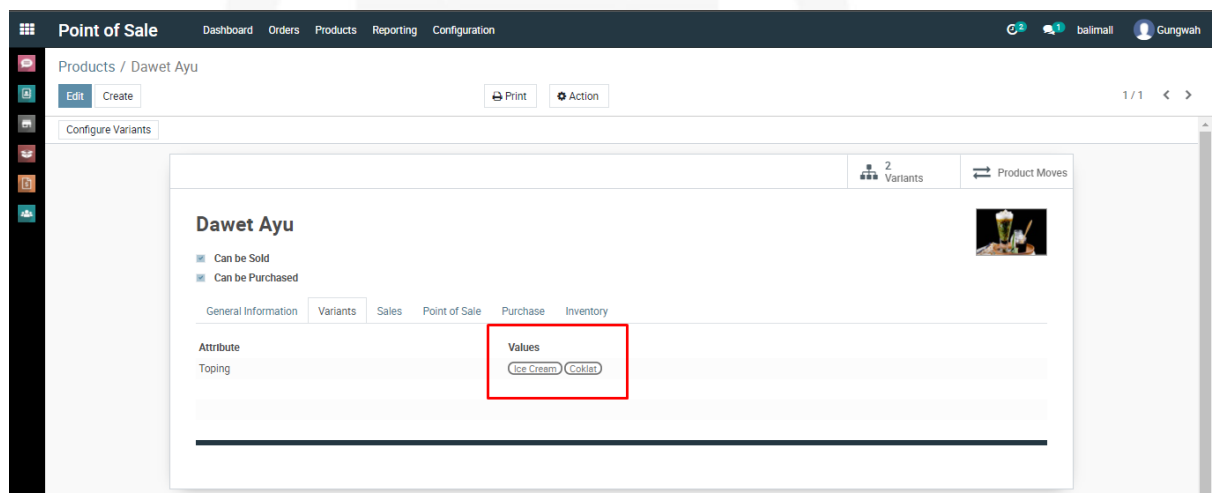 Point of Sale Dashboard Orders Products Reporting Configuration 2 1 balimall Gungwah
Products / Dawet Ayu
Edit Create Print Action 1 / 1
Configure Variants
2
Variants Product Moves
Dawet Ayu
Can be Sold
Can be Purchased
General Information Variants Sales Point of Sale Purchase Inventory
Attribute Values
Toping Ice Cream Coklat